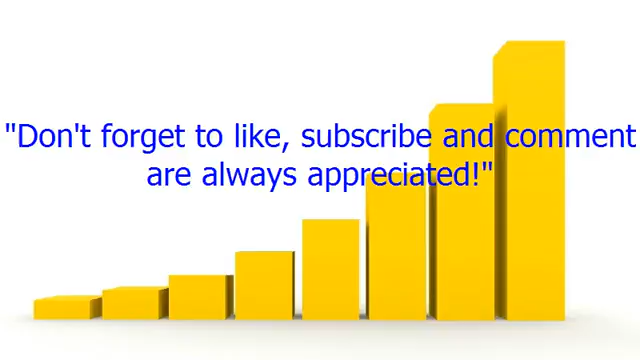 "Don't forget to like, subscribe and comment
are always appreciated!"